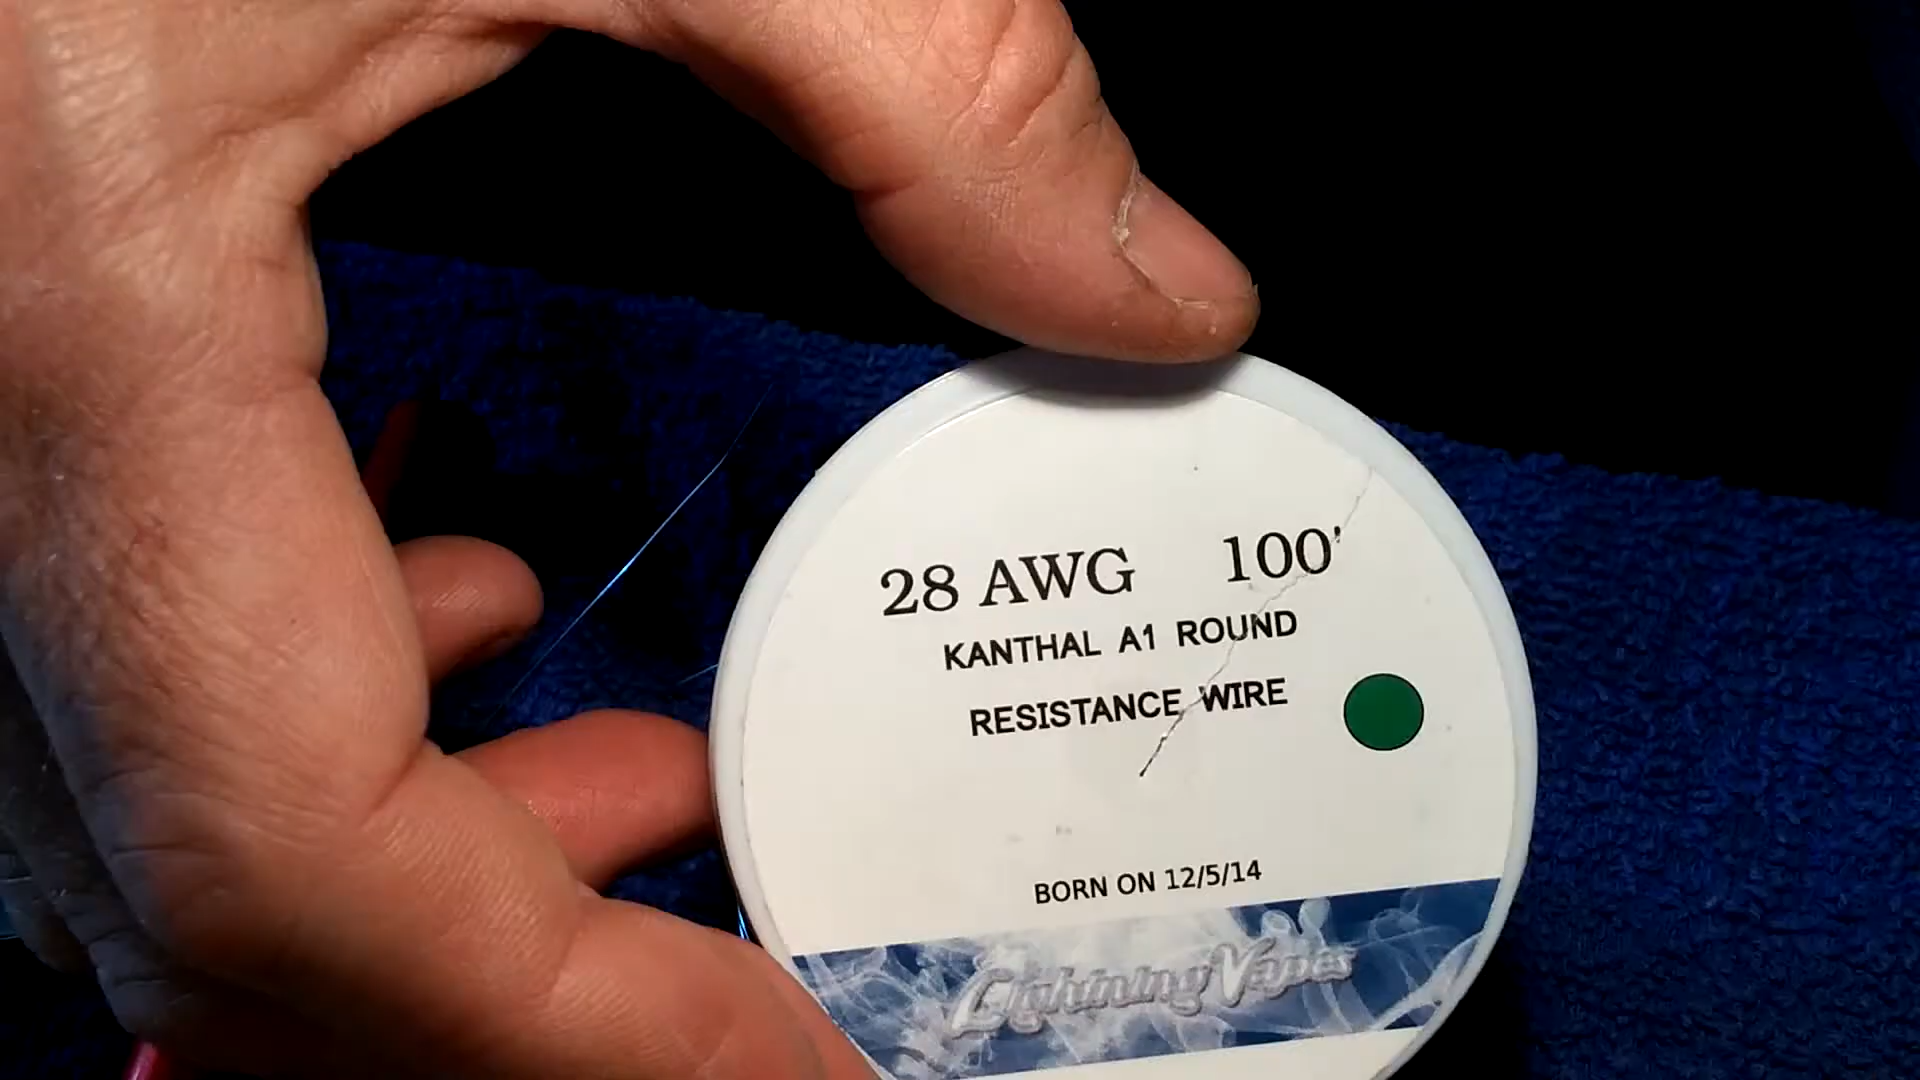 28 AWG 100'
KANTHAL A1 ROUND
RESISTANCE WIRE
BORN ON 12/5/14
Lightning Vapes